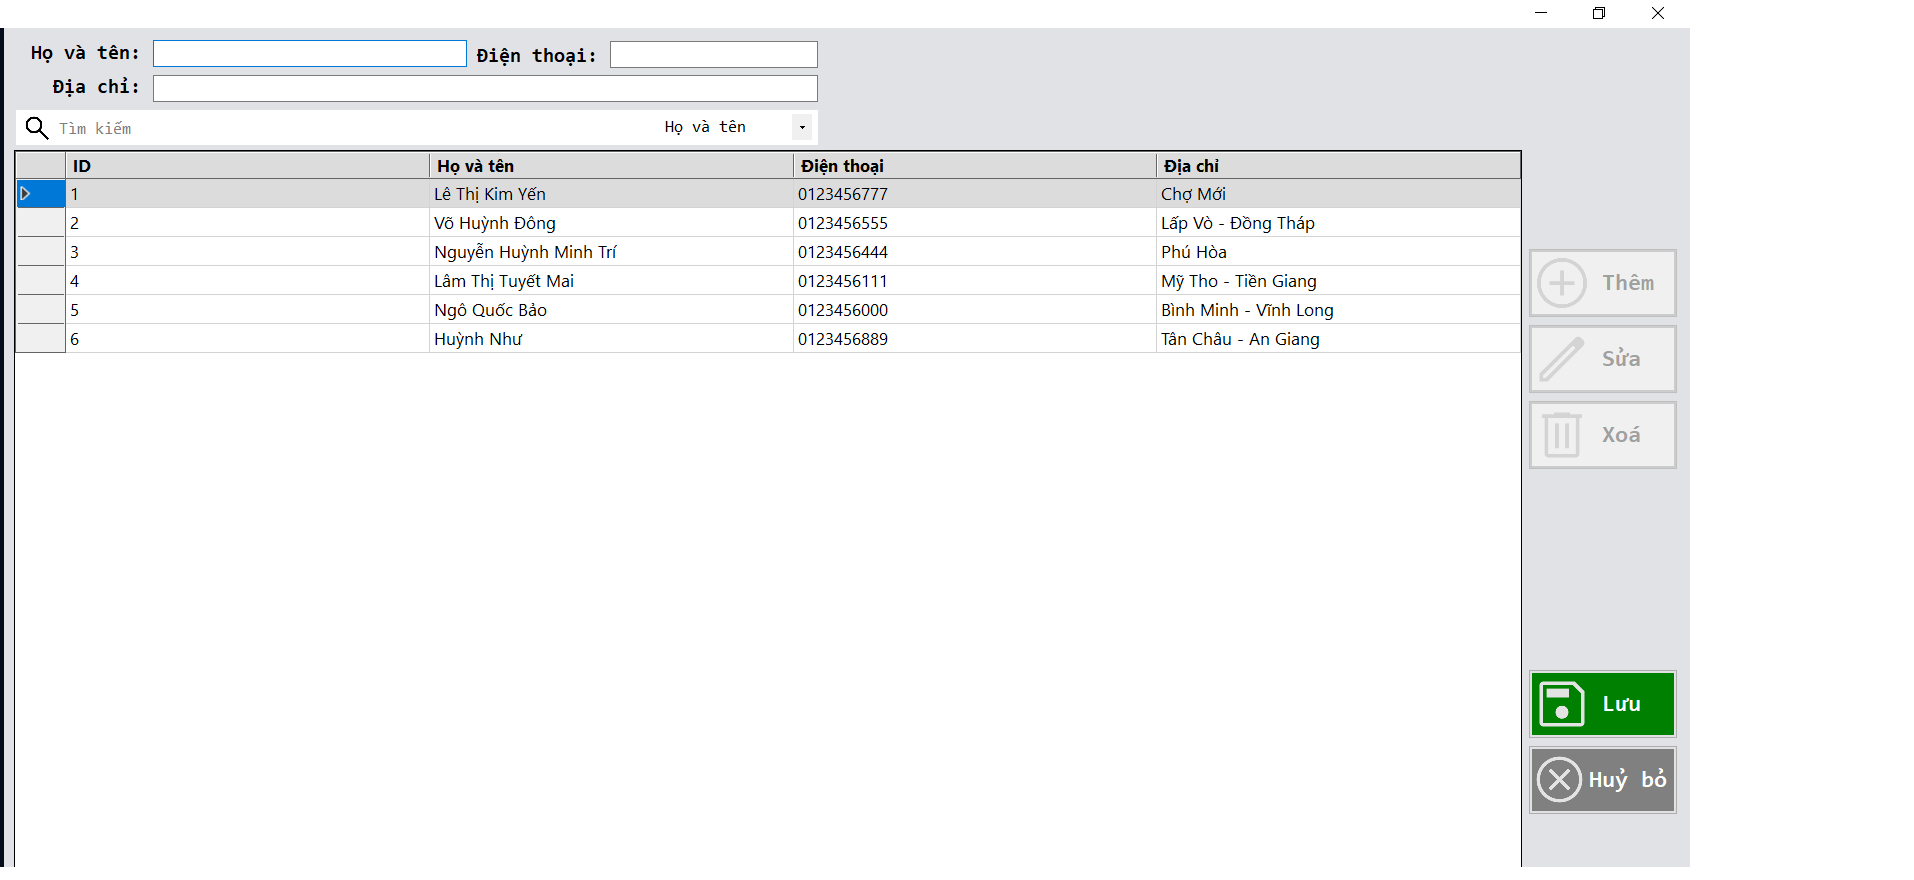 Họ và tên: Điện thoại:
Địa chỉ:
Tìm kiếm Họ và tên
ID Họ và tên Điện thoại Địa chỉ
1 Lê Thị Kim Yến 0123456777 Chợ Mới
2 Võ Huỳnh Đông 0123456555 Lấp Vò - Đồng Tháp
3 Nguyễn Huỳnh Minh Trí 0123456444 Phú Hòa
4 Lâm Thị Tuyết Mai 0123456111 Mỹ Tho - Tiền Giang
5 Ngô Quốc Bảo 0123456000 Bình Minh - Vĩnh Long
6 Huỳnh Như 0123456889 Tân Châu - An Giang
Thêm
Sửa
Xoá
Lưu
Huỷ bỏ